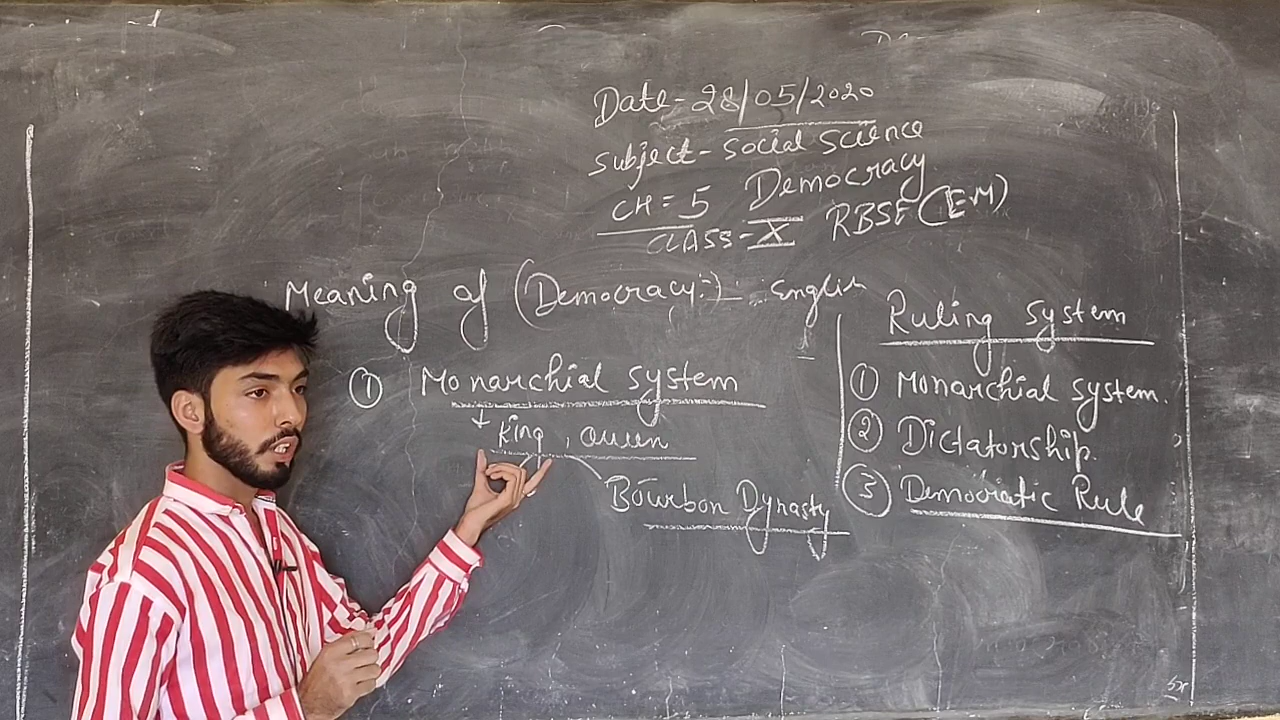 Date-28/05/2020
Subject-Social Science
CH=5 Democracy
CLASS-X RBSE (EM)
Meaning of (Democracy:-) English
① Monarchial system
King, Queen
Bourbon Dynasty
Ruling system
① Monarchial system.
② Dictatorship.
③ Democratic Rule